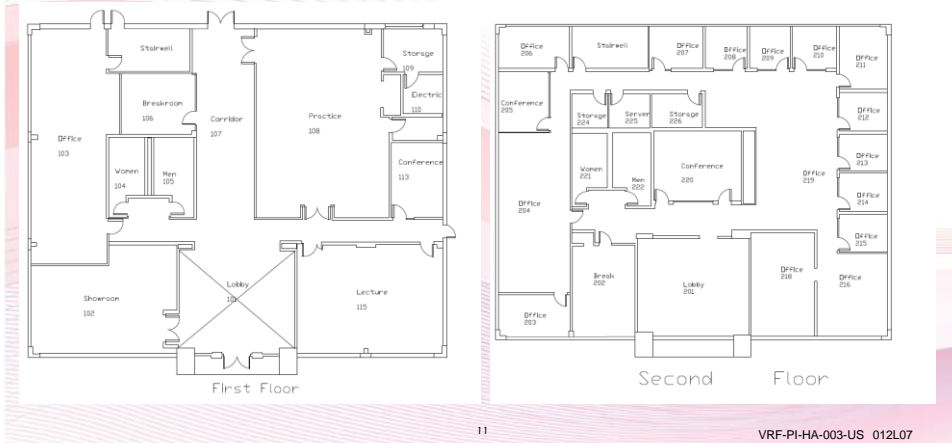 Stairwell
Storage
109
Electric
110
Breakroom
106
Corridor
107
Practice
108
Office
103
Women
104
Men
105
Conference
113
Lobby
101
Showroom
102
Lecture
115
First Floor
Office
206
Stairwell
Office
207
Office
208
Office
209
Office
210
Office
211
Conference
205
Storage
224
Server
225
Storage
226
Office
212
Women
221
Men
222
Conference
220
Office
213
Office
219
Office
214
Office
204
Office
215
Break
202
Lobby
201
Office
218
Office
216
Office
203
Second Floor
11
VRF-PI-HA-003-US 012L07